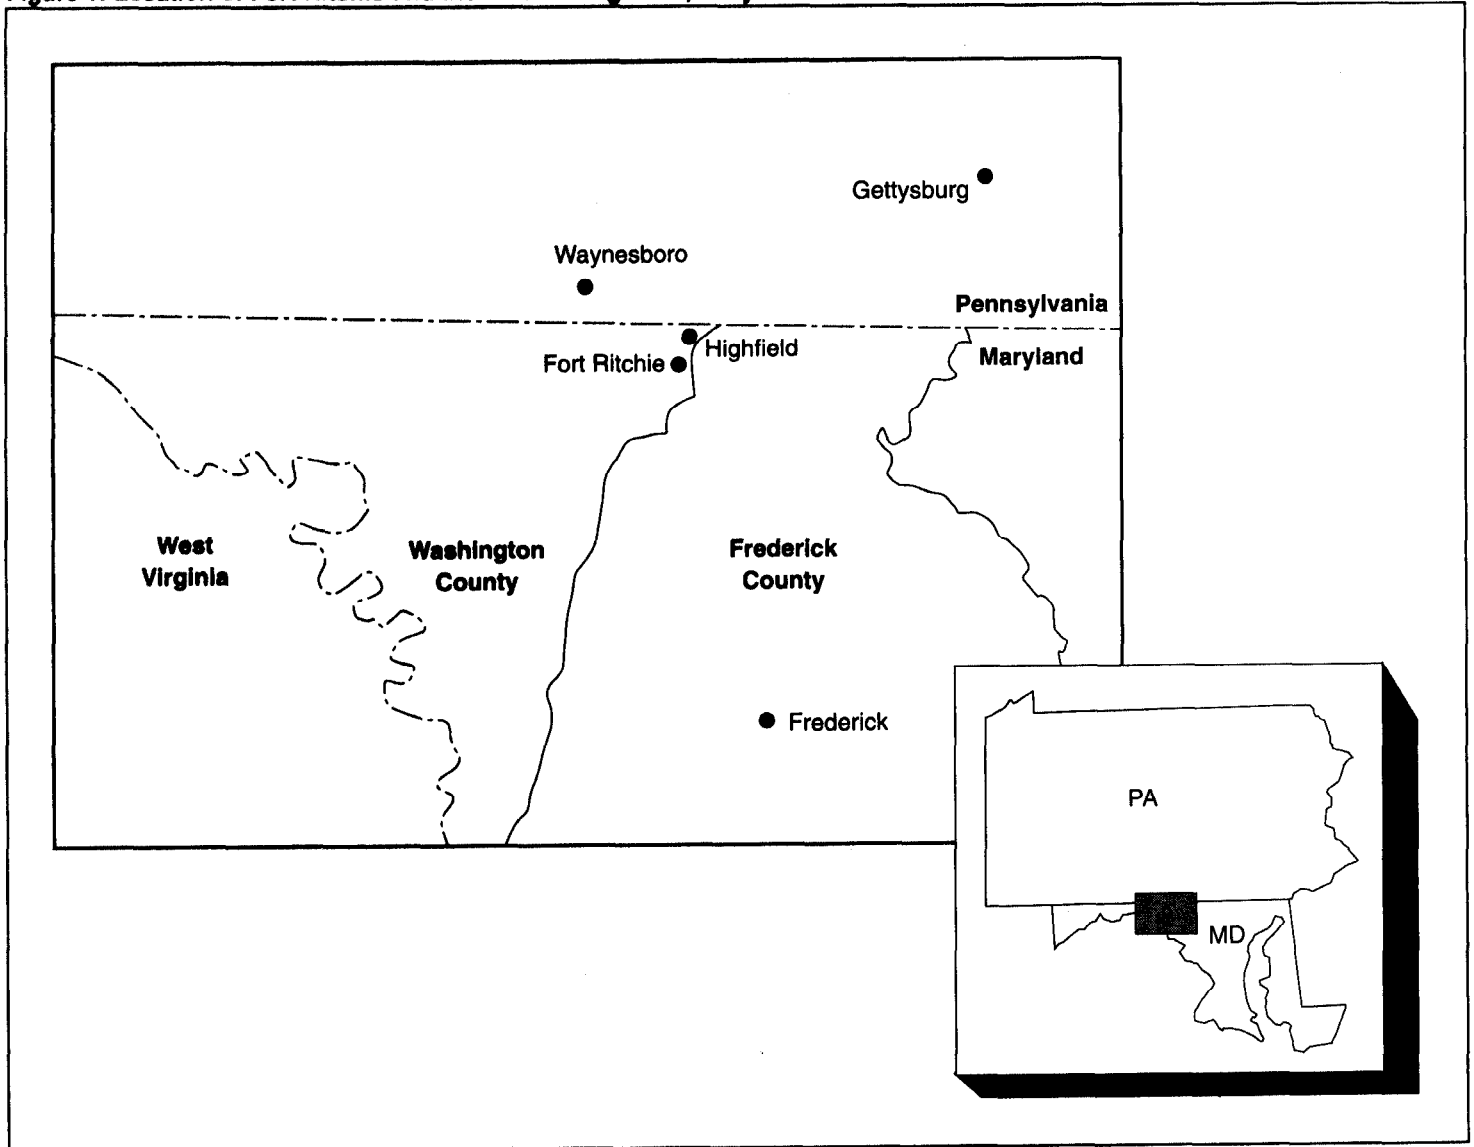 Gettysburg
Waynesboro
Pennsylvania
Highfield
Maryland
Fort Ritchie
West
Virginia
Washington
County
Frederick
County
Frederick
PA
MD